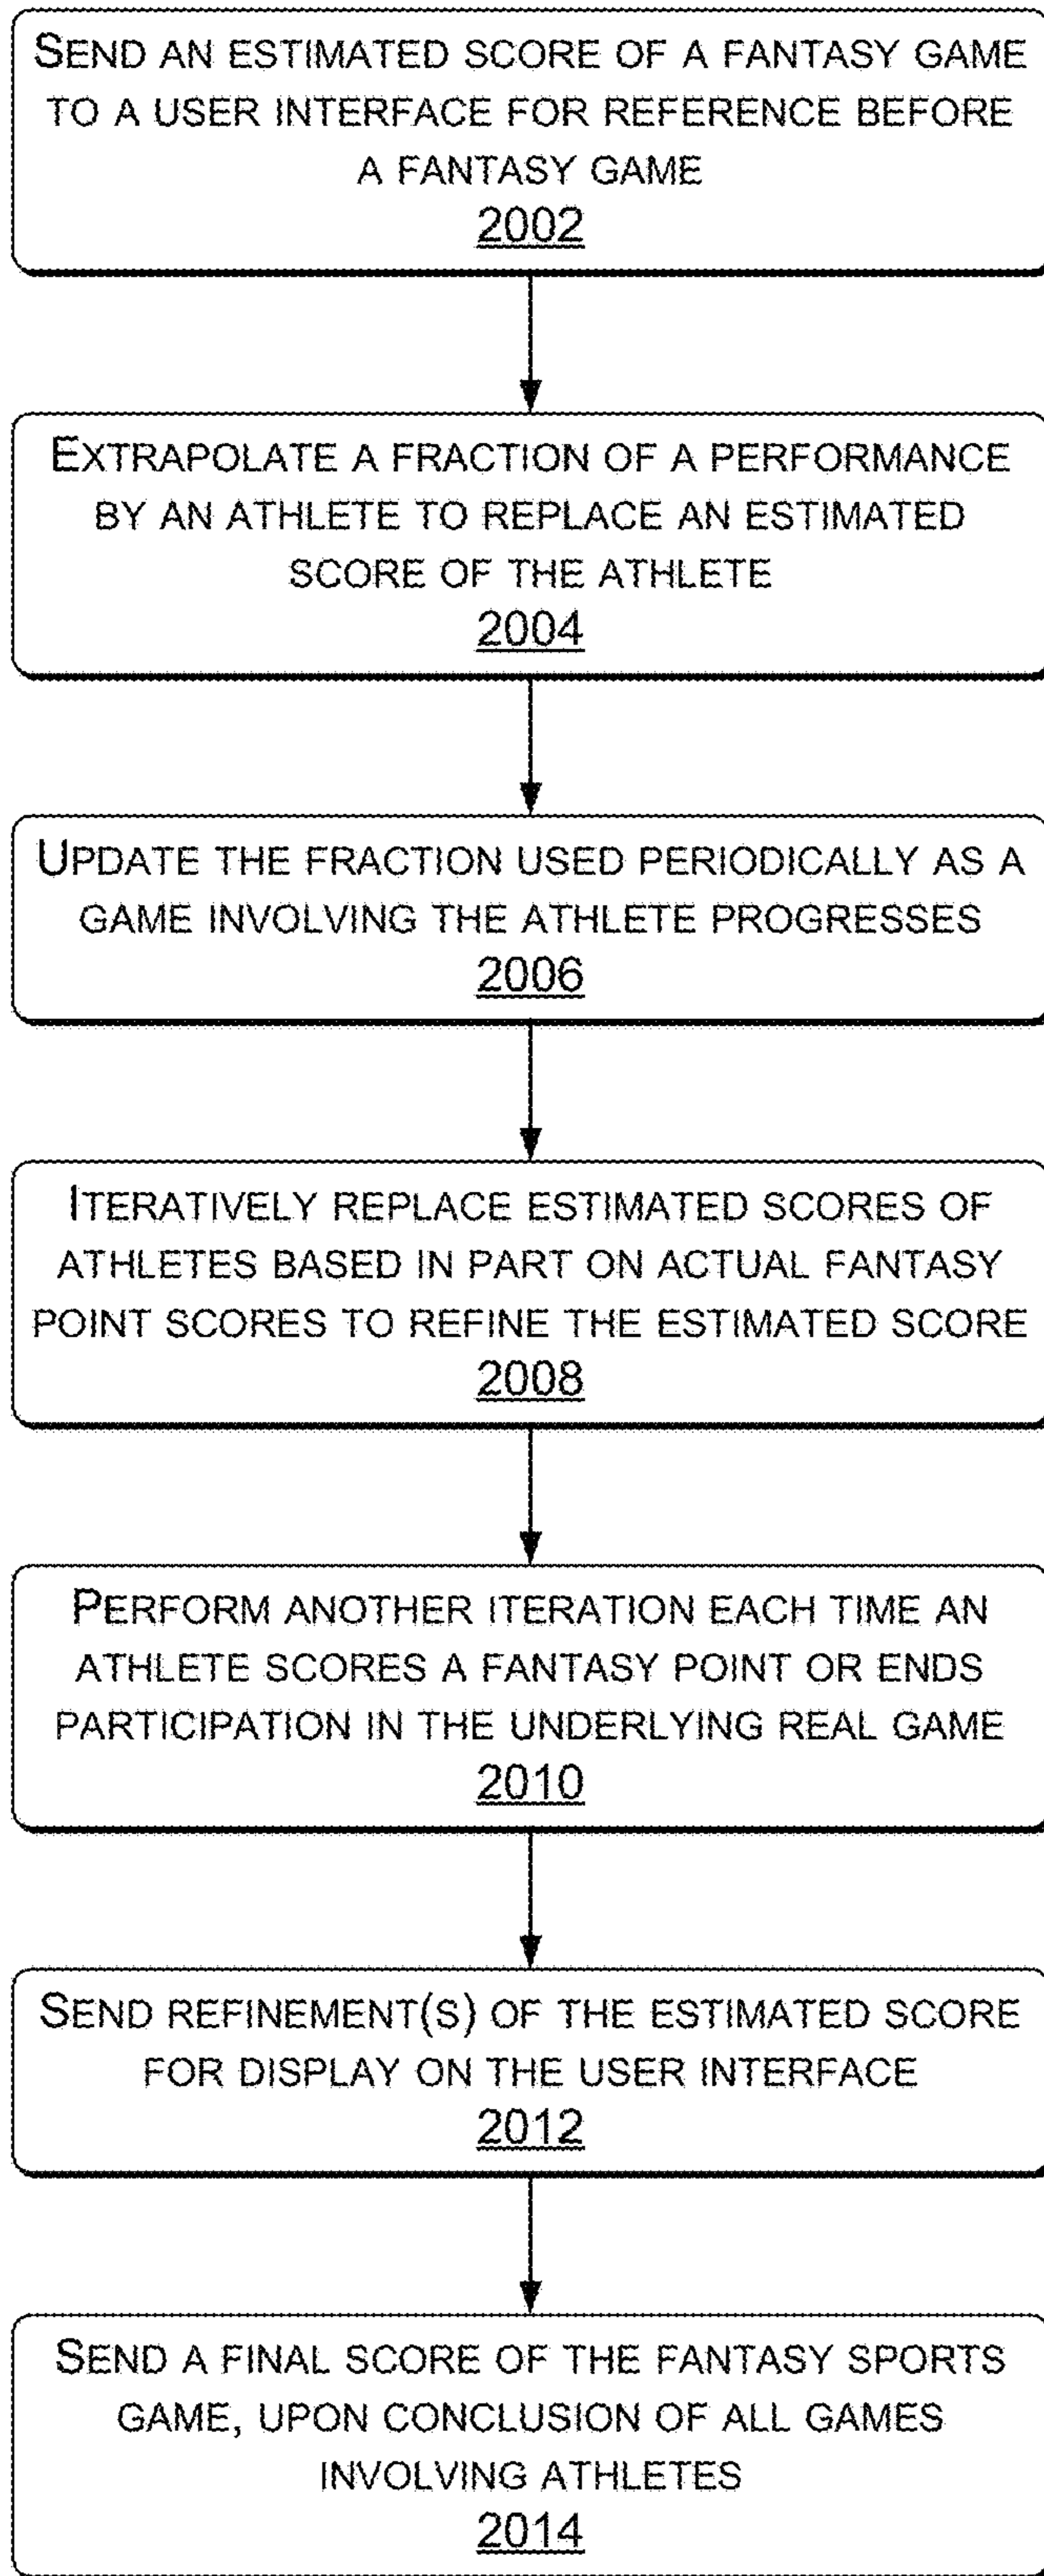 SEND AN ESTIMATED SCORE OF A FANTASY GAME
TO A USER INTERFACE FOR REFERENCE BEFORE
A FANTASY GAME
2002
EXTRAPOLATE A FRACTION OF A PERFORMANCE
BY AN ATHLETE TO REPLACE AN ESTIMATED
SCORE OF THE ATHLETE
2004
UPDATE THE FRACTION USED PERIODICALLY AS A
GAME INVOLVING THE ATHLETE PROGRESSES
2006
ITERATIVELY REPLACE ESTIMATED SCORES OF
ATHLETES BASED IN PART ON ACTUAL FANTASY
POINT SCORES TO REFINE THE ESTIMATED SCORE
2008
PERFORM ANOTHER ITERATION EACH TIME AN
ATHLETE SCORES A FANTASY POINT OR ENDS
PARTICIPATION IN THE UNDERLYING REAL GAME
2010
SEND REFINEMENT(S) OF THE ESTIMATED SCORE
FOR DISPLAY ON THE USER INTERFACE
2012
SEND A FINAL SCORE OF THE FANTASY SPORTS
GAME, UPON CONCLUSION OF ALL GAMES
INVOLVING ATHLETES
2014